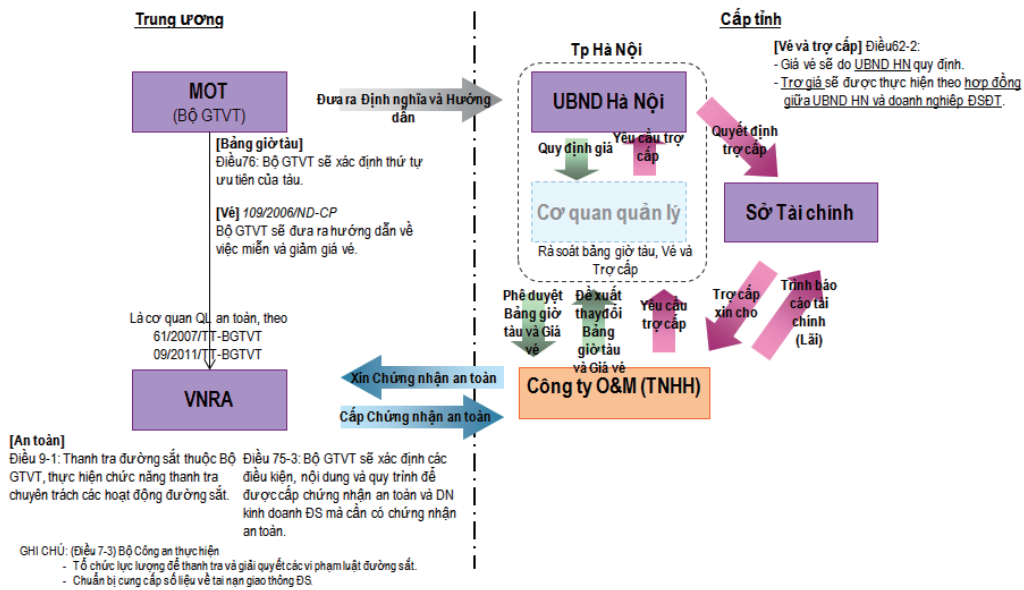 Trung ương
Cấp tỉnh
Tp Hà Nội
[Vé và trợ cấp] Điều62-2:
- Giá vé sẽ do UBND HN quy định.
- Trợ giá sẽ được thực hiện theo hợp đồng
giữa UBND HN và doanh nghiệp ĐSĐT.
MOT
(Bộ GTVT)
Đưa ra Định nghĩa và Hướng
dẫn
UBND Hà Nội
Quy định giá
Yêu cầu trợ
cấp
Quyết định
trợ cấp
[Bảng giờ tàu]
Điều76: Bộ GTVT sẽ xác định thứ tự
ưu tiên của tàu.
[Vé] 109/2006/ND-CP
Bộ GTVT sẽ đưa ra hướng dẫn về
việc miễn và giảm giá vé.
Cơ quan quản lý
Sở Tài chính
Rà soát bảng giờ tàu, Vé và
Trợ cấp
Phê duyệt
Bảng giờ
tàu và Giá
vé
Đề xuất
thay đổi
Bảng
giờ tàu
và Giá vé
Yêu cầu
trợ cấp
Trợ cấp
xin cho
Trình báo
cáo tài
chính
(Lãi)
Là cơ quan QL an toàn, theo
61/2007/TT-BGTVT
09/2011/TT-BGTVT
VNRA
Xin Chứng nhận an toàn
Cấp Chứng nhận an toàn
Công ty O&M (TNHH)
[An toàn]
Điều 9-1: Thanh tra đường sắt thuộc Bộ
GTVT, thực hiện chức năng thanh tra
chuyên trách các hoạt động đường sắt.
Điều 75-3: Bộ GTVT sẽ xác định các
điều kiện, nội dung và quy trình để
được cấp chứng nhận an toàn và DN
kinh doanh ĐS mà cần có chứng nhận
an toàn.
GHI CHÚ: (Điều 7-3) Bộ Công an thực hiện
- Tổ chức lực lượng để thanh tra và giải quyết các vi phạm luật đường sắt.
- Chuẩn bị cung cấp số liệu về tai nạn giao thông ĐS.